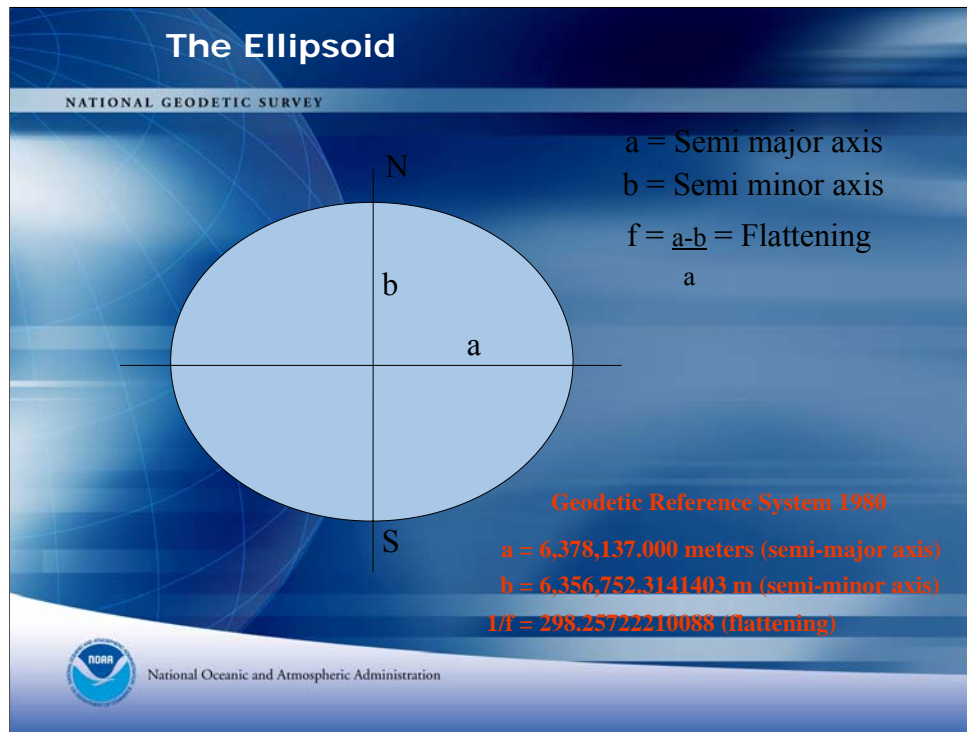 The Ellipsoid
NATIONAL GEODETIC SURVEY
a = Semi major axis
b = Semi minor axis
f = a-b = Flattening
a
N
b
a
S
Geodetic Reference System 1980
a = 6,378,137.000 meters (semi-major axis)
b = 6,356,752.3141403 m (semi-minor axis)
1/f = 298.25722210088 (flattening)
NOAA
National Oceanic and Atmospheric Administration